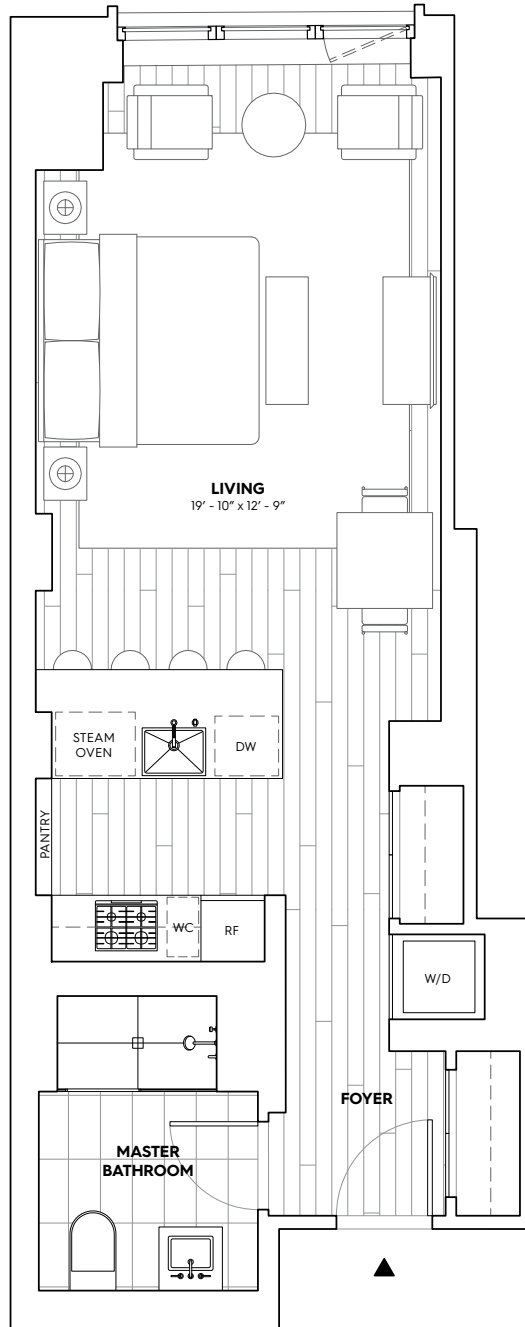 LIVING
19' - 10" x 12' - 9"
STEAM
OVEN
DW
PANTRY
WC
RF
W/D
FOYER
MASTER
BATHROOM